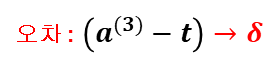 오차 : (a⁽³⁾ − t) → δ